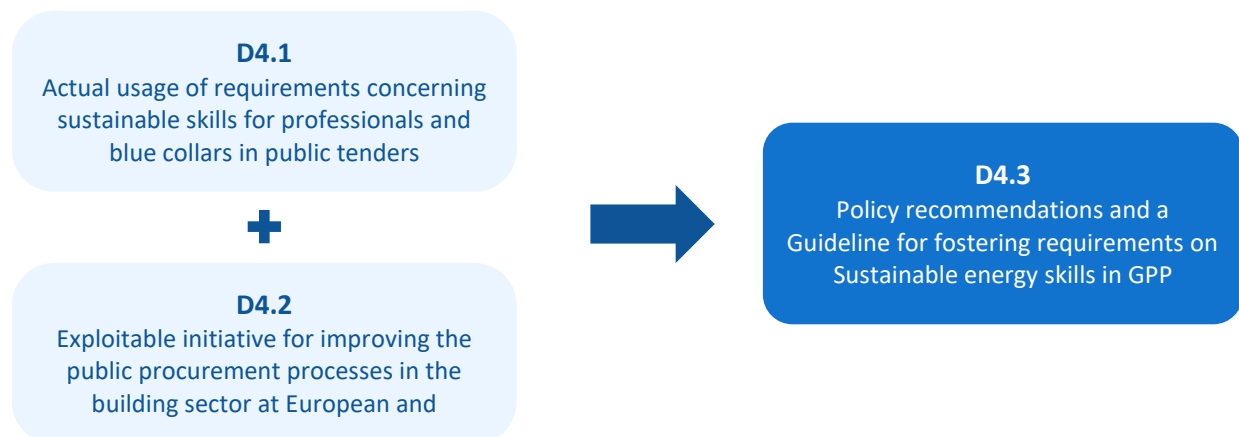 D4.1
Actual usage of requirements concerning
sustainable skills for professionals and
blue collars in public tenders
D4.2
Exploitable initiative for improving the
public procurement processes in the
building sector at European and
D4.3
Policy recommendations and a
Guideline for fostering requirements on
Sustainable energy skills in GPP